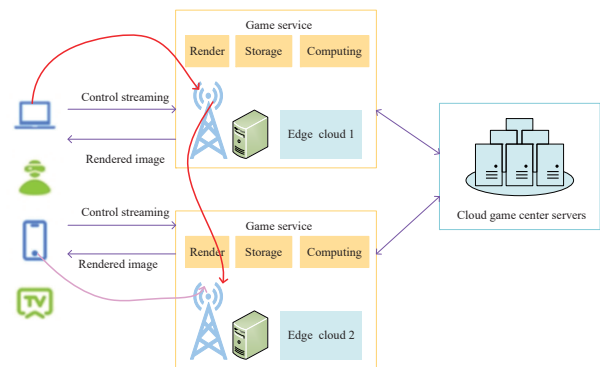 Game service
Render
Storage
Computing
Control streaming
Edge cloud 1
Rendered image
Cloud game center servers
Control streaming
Game service
Rendered image
Render
Storage
Computing
TV
Edge cloud 2